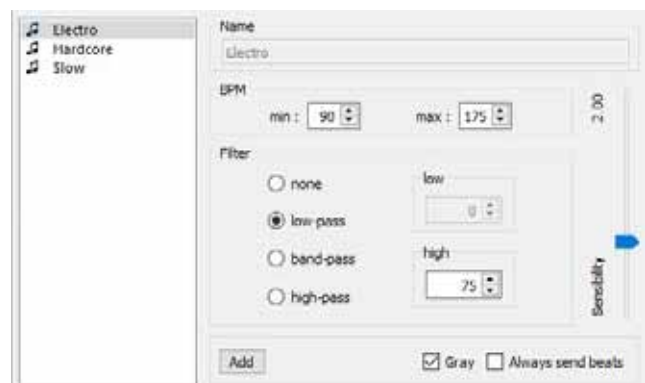 Electro
Hardcore
Slow
Name
Electro
BPM
min : 90
max : 175
2.00
Filter
none
low
0
low-pass
band-pass
high
75
high-pass
Sensibility
Add
Gray
Always send beats